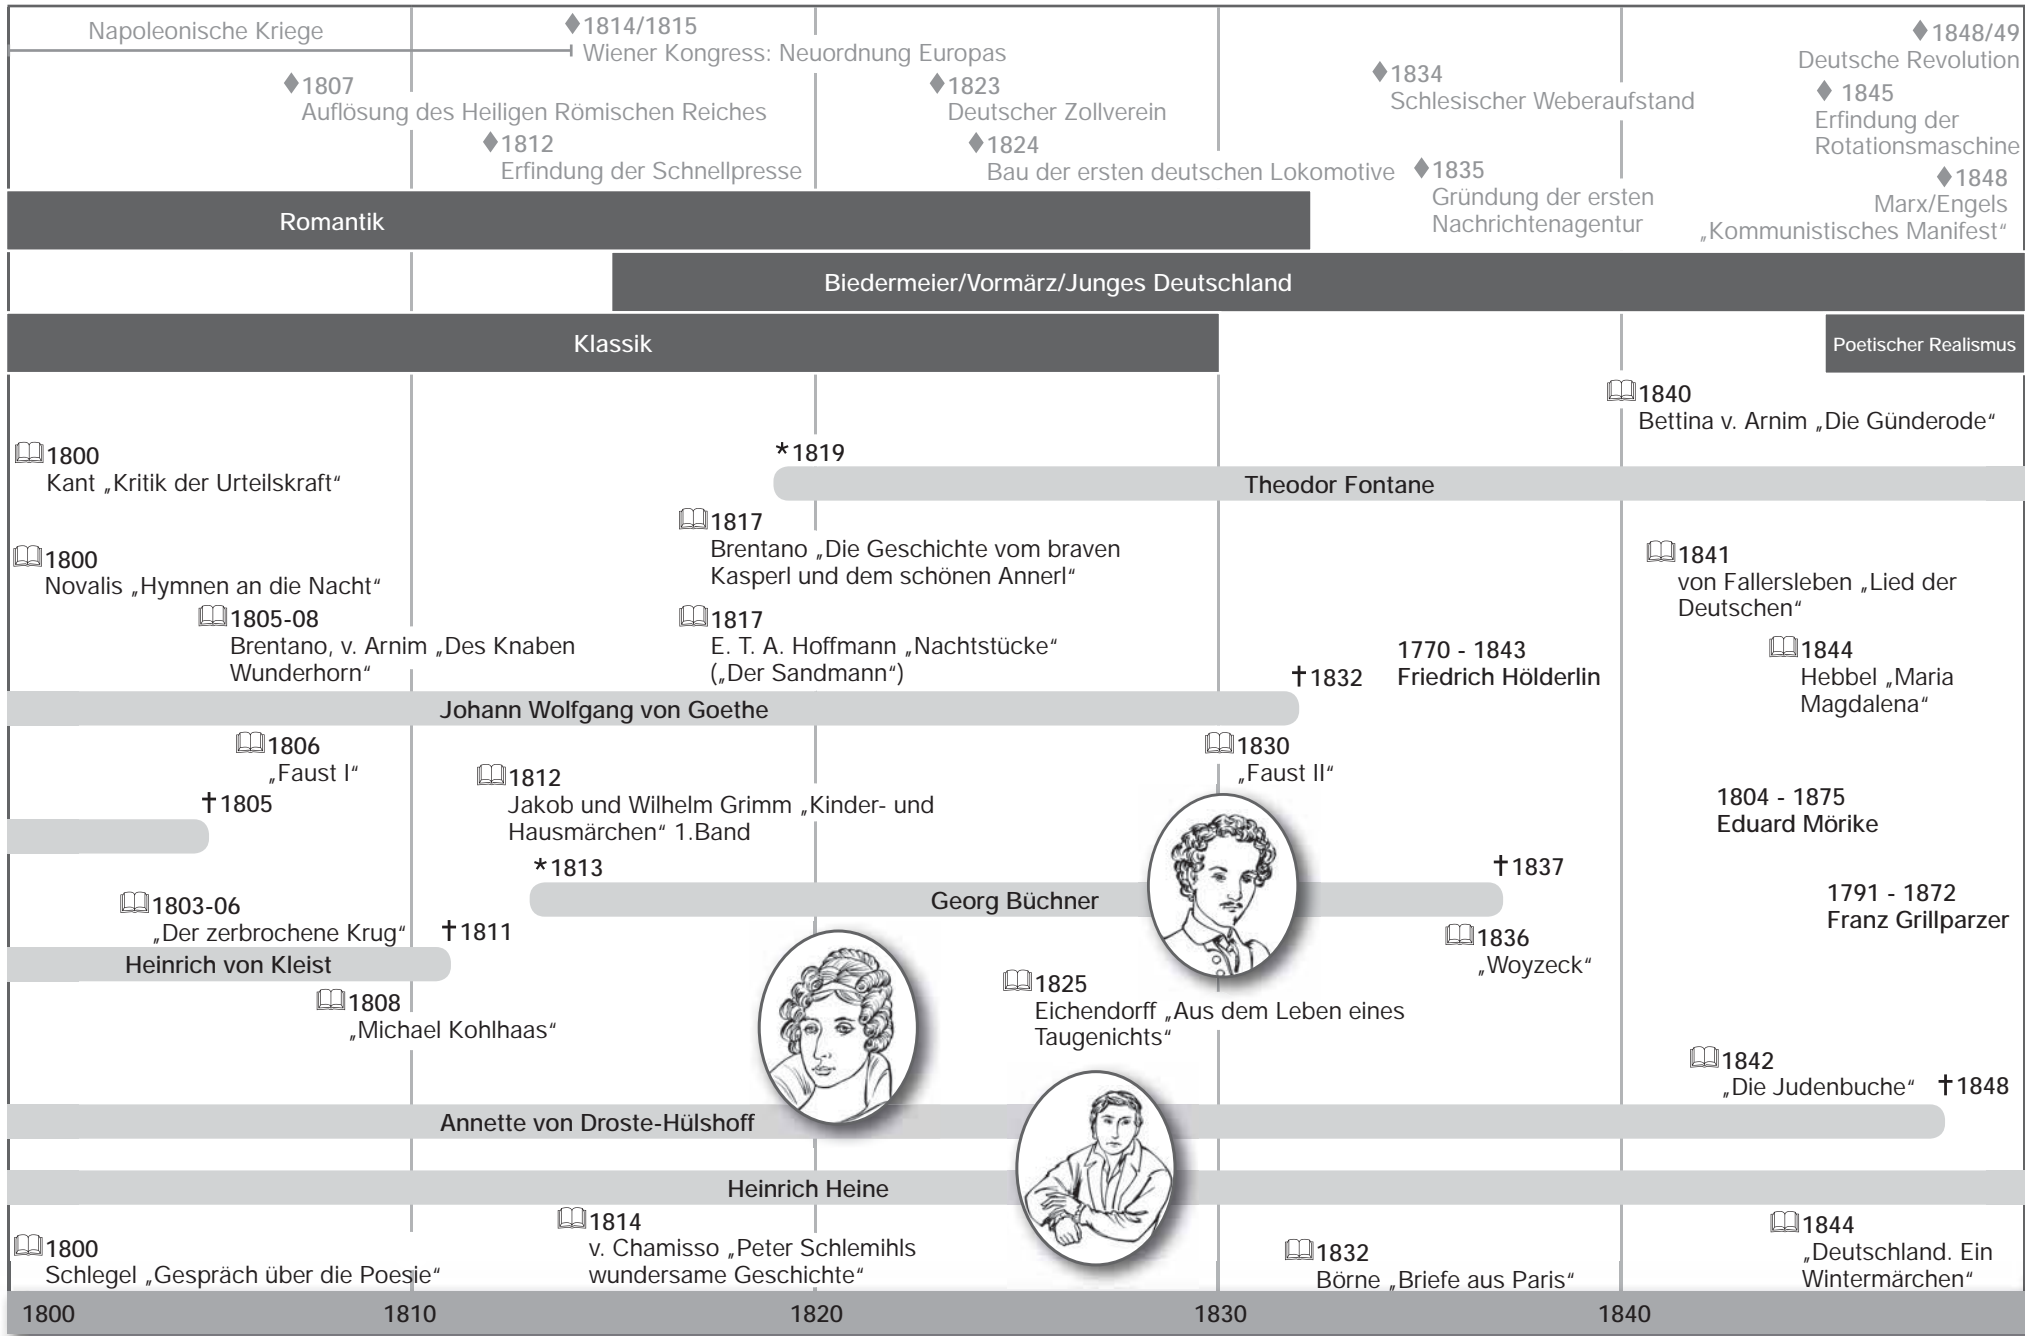 Napoleonische Kriege
♦1814/1815
Wiener Kongress: Neuordnung Europas
♦1807
Auflösung des Heiligen Römischen Reiches
♦1812
Erfindung der Schnellpresse
♦1823
Deutscher Zollverein
♦1824
Bau der ersten deutschen Lokomotive
♦1834
Schlesischer Weberaufstand
♦1835
Gründung der ersten
Nachrichtenagentur
♦1848/49
Deutsche Revolution
♦ 1845
Erfindung der
Rotationsmaschine
♦1848
Marx/Engels
„Kommunistisches Manifest“
Romantik
Biedermeier/Vormärz/Junges Deutschland
Klassik
Poetischer Realismus
1840
Bettina v. Arnim „Die Günderode“
1800
Kant „Kritik der Urteilskraft“
*1819
Theodor Fontane
1817
Brentano „Die Geschichte vom braven
Kasperl und dem schönen Annerl“
1800
Novalis „Hymnen an die Nacht“
1841
von Fallersleben „Lied der
Deutschen“
1805-08
Brentano, v. Arnim „Des Knaben
Wunderhorn“
1817
E. T. A. Hoffmann „Nachtstücke“
(„Der Sandmann“)
†1832
1770 - 1843
Friedrich Hölderlin
1844
Hebbel „Maria
Magdalena“
Johann Wolfgang von Goethe
1806
„Faust I“
1830
„Faust II“
†1805
1812
Jakob und Wilhelm Grimm „Kinder- und
Hausmärchen“ 1.Band
1804 - 1875
Eduard Mörike
*1813
†1837
Georg Büchner
1791 - 1872
Franz Grillparzer
1803-06
„Der zerbrochene Krug“
†1811
1836
„Woyzeck“
Heinrich von Kleist
1808
„Michael Kohlhaas“
1825
Eichendorff „Aus dem Leben eines
Taugenichts“
1842
„Die Judenbuche“
†1848
Annette von Droste-Hülshoff
Heinrich Heine
1800
Schlegel „Gespräch über die Poesie“
1814
v. Chamisso „Peter Schlemihls
wundersame Geschichte“
1832
Börne „Briefe aus Paris“
1844
„Deutschland. Ein
Wintermärchen“
1800 1810 1820 1830 1840